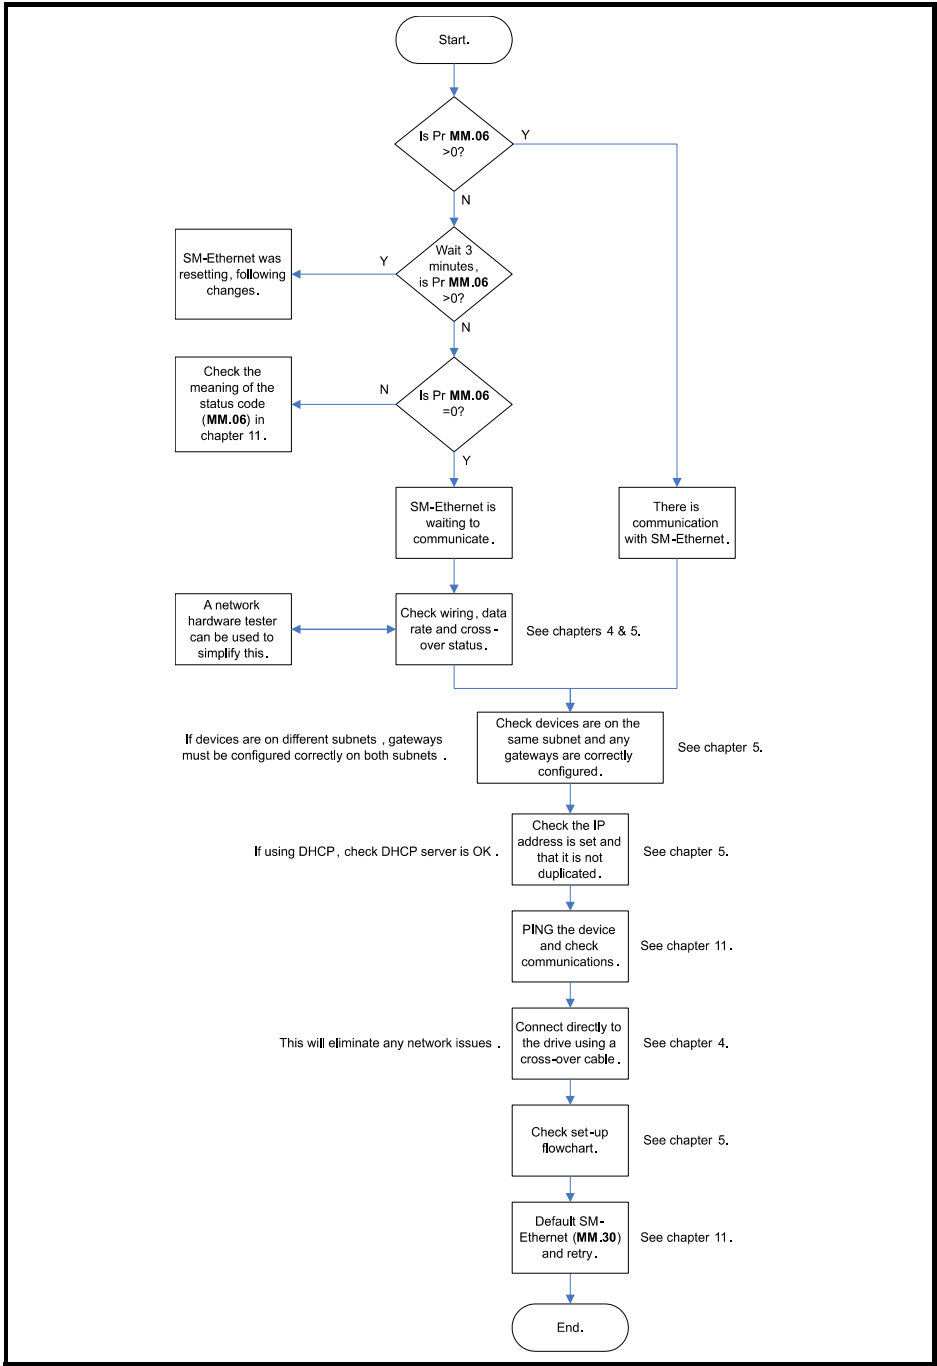 Start.
Is Pr MM.06
>0?
Y
N
Wait 3
minutes,
is Pr MM.06
>0?
Y
SM-Ethernet was
resetting, following
changes.
N
Is Pr MM.06
=0?
N
Check the
meaning of the
status code
(MM.06) in
chapter 11.
Y
SM-Ethernet is
waiting to
communicate.
There is
communication
with SM-Ethernet.
A network
hardware tester
can be used to
simplify this.
Check wiring, data
rate and cross-
over status.
See chapters 4 & 5.
If devices are on different subnets, gateways
must be configured correctly on both subnets.
Check devices are on the
same subnet and any
gateways are correctly
configured.
See chapter 5.
If using DHCP, check DHCP server is OK.
Check the IP
address is set and
that it is not
duplicated.
See chapter 5.
PING the device
and check
communications.
See chapter 11.
This will eliminate any network issues.
Connect directly to
the drive using a
cross-over cable.
See chapter 4.
Check set-up
flowchart.
See chapter 5.
Default SM-
Ethernet (MM.30)
and retry.
See chapter 11.
End.